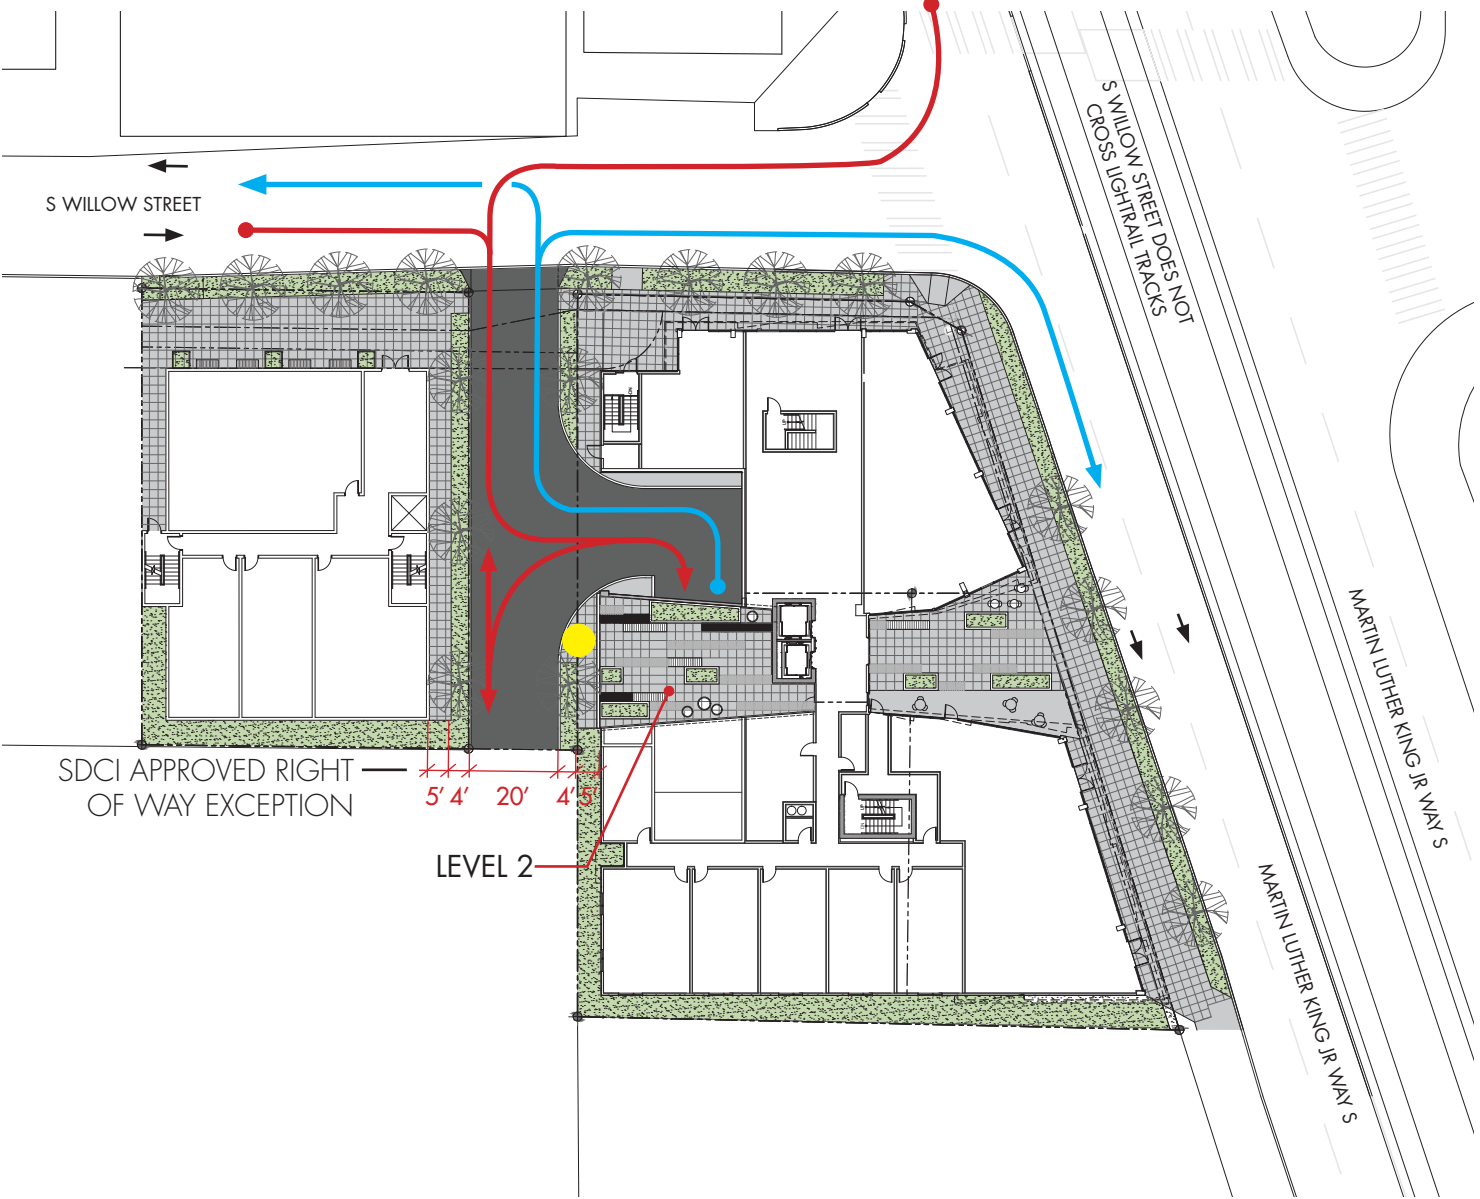 S WILLOW STREET DOES NOT
CROSS LIGHTRAIL TRACKS
S WILLOW STREET
MARTIN LUTHER KING JR WAY S
SDCI APPROVED RIGHT
OF WAY EXCEPTION
5' 4' 20' 4' 5'
LEVEL 2
MARTIN LUTHER KING JR WAY S